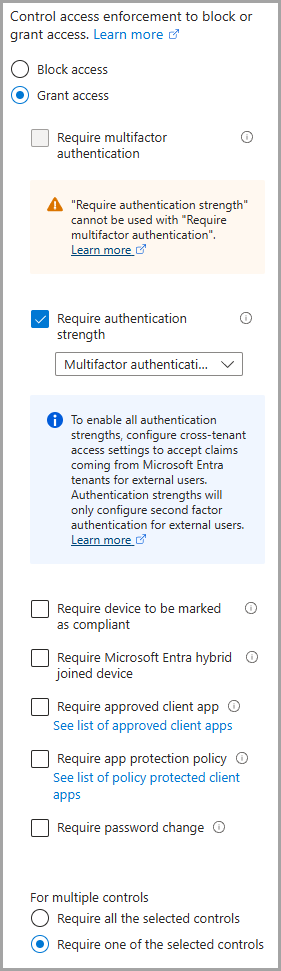 Control access enforcement to block or
grant access. Learn more
Block access
Grant access
Require multifactor
authentication
"Require authentication strength"
cannot be used with "Require
multifactor authentication".
Learn more
Require authentication
strength
Multifactor authenticati...
To enable all authentication
strengths, configure cross-tenant
access settings to accept claims
coming from Microsoft Entra
tenants for external users.
Authentication strengths will
only configure second factor
authentication for external users.
Learn more
Require device to be marked
as compliant
Require Microsoft Entra hybrid
joined device
Require approved client app
See list of approved client apps
Require app protection policy
See list of policy protected client
apps
Require password change
For multiple controls
Require all the selected controls
Require one of the selected controls